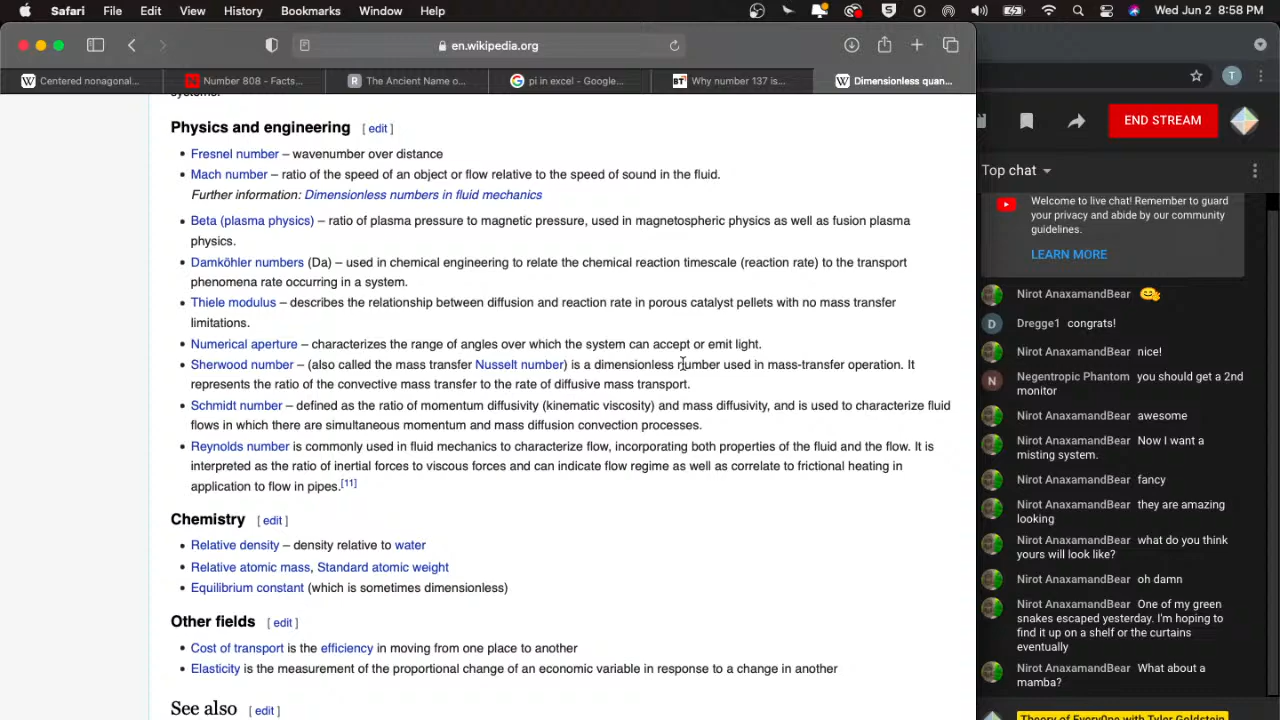 Safari File Edit View History Bookmarks Window Help Wed Jun 2 8:58 PM
en.wikipedia.org
Centered nonagonal... Number 808 - Facts... The Ancient Name o... pi in excel - Google... Why number 137 is... Dimensionless quan...
systems.
Physics and engineering [ edit ]
• Fresnel number – wavenumber over distance
• Mach number – ratio of the speed of an object or flow relative to the speed of sound in the fluid.
Further information: Dimensionless numbers in fluid mechanics
• Beta (plasma physics) – ratio of plasma pressure to magnetic pressure, used in magnetospheric physics as well as fusion plasma
physics.
• Damköhler numbers (Da) – used in chemical engineering to relate the chemical reaction timescale (reaction rate) to the transport
phenomena rate occurring in a system.
• Thiele modulus – describes the relationship between diffusion and reaction rate in porous catalyst pellets with no mass transfer
limitations.
• Numerical aperture – characterizes the range of angles over which the system can accept or emit light.
• Sherwood number – (also called the mass transfer Nusselt number) is a dimensionless number used in mass-transfer operation. It
represents the ratio of the convective mass transfer to the rate of diffusive mass transport.
• Schmidt number – defined as the ratio of momentum diffusivity (kinematic viscosity) and mass diffusivity, and is used to characterize fluid
flows in which there are simultaneous momentum and mass diffusion convection processes.
• Reynolds number is commonly used in fluid mechanics to characterize flow, incorporating both properties of the fluid and the flow. It is
interpreted as the ratio of inertial forces to viscous forces and can indicate flow regime as well as correlate to frictional heating in
application to flow in pipes.[11]
Chemistry [ edit ]
• Relative density – density relative to water
• Relative atomic mass, Standard atomic weight
• Equilibrium constant (which is sometimes dimensionless)
Other fields [ edit ]
• Cost of transport is the efficiency in moving from one place to another
• Elasticity is the measurement of the proportional change of an economic variable in response to a change in another
See also [ edit ]
T
END STREAM
Top chat
Welcome to live chat! Remember to guard
your privacy and abide by our community
guidelines.
LEARN MORE
Nirot AnaxamandBear
D Dregge1 congrats!
Nirot AnaxamandBear nice!
N Negentropic Phantom you should get a 2nd
monitor
Nirot AnaxamandBear awesome
Nirot AnaxamandBear Now I want a
misting system.
Nirot AnaxamandBear fancy
Nirot AnaxamandBear they are amazing
looking
Nirot AnaxamandBear what do you think
yours will look like?
Nirot AnaxamandBear oh damn
Nirot AnaxamandBear One of my green
snakes escaped yesterday. I'm hoping to
find it up on a shelf or the curtains
eventually
Nirot AnaxamandBear What about a
mamba?
Theory of Every0ne with Tyler Goldstein